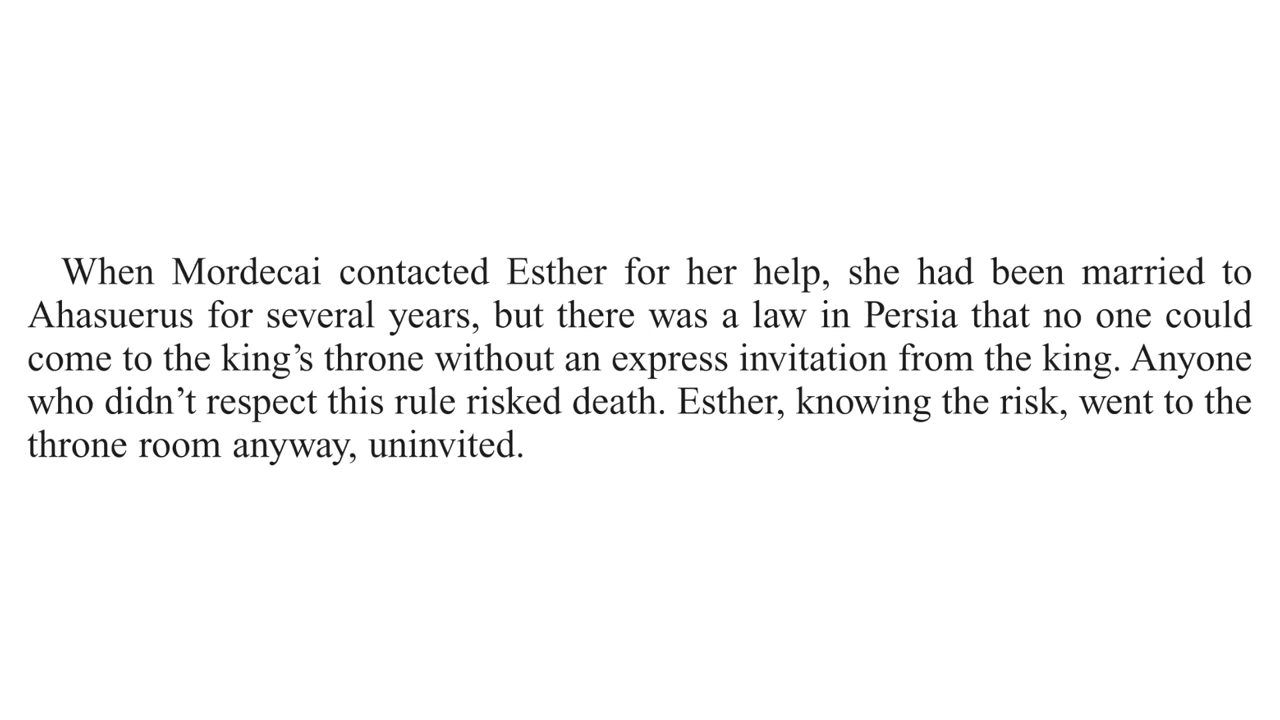 When Mordecai contacted Esther for her help, she had been married to
Ahasuerus for several years, but there was a law in Persia that no one could
come to the king’s throne without an express invitation from the king. Anyone
who didn’t respect this rule risked death. Esther, knowing the risk, went to the
throne room anyway, uninvited.